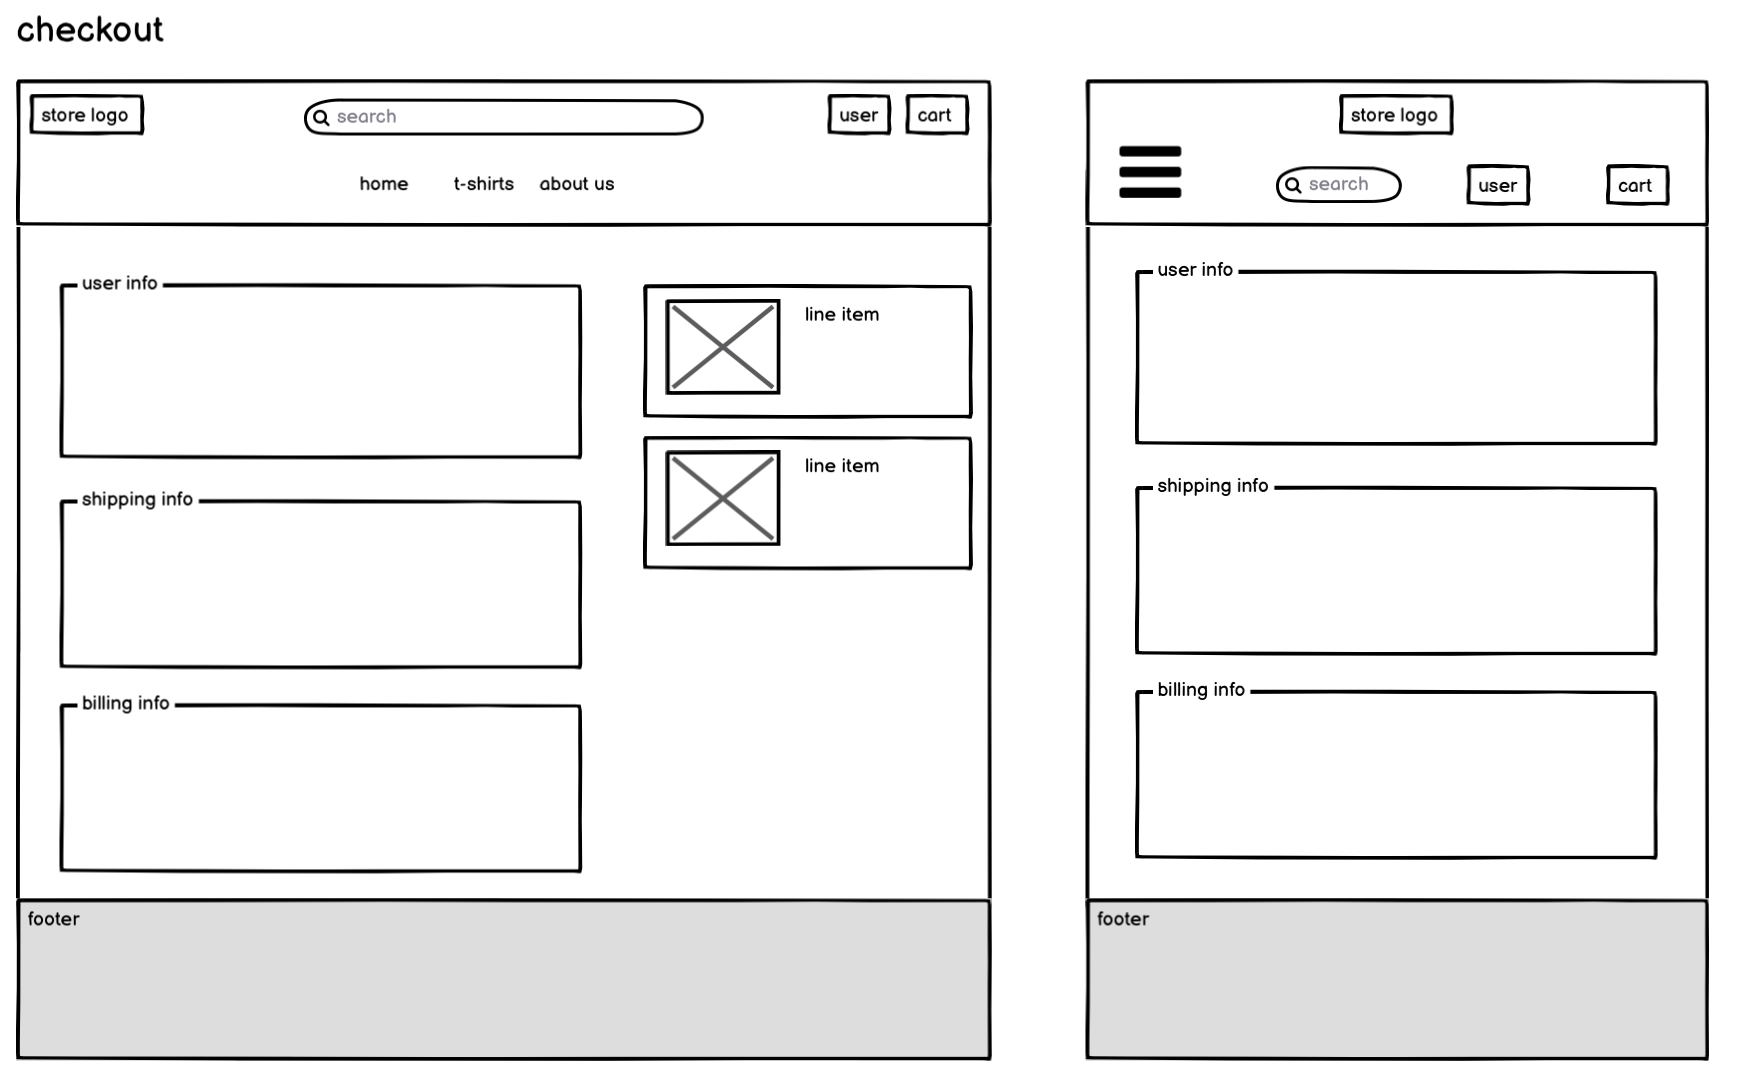 checkout
store logo
search
user
cart
home
t-shirts
about us
user info
line item
line item
shipping info
billing info
footer
store logo
search
user
cart
user info
shipping info
billing info
footer